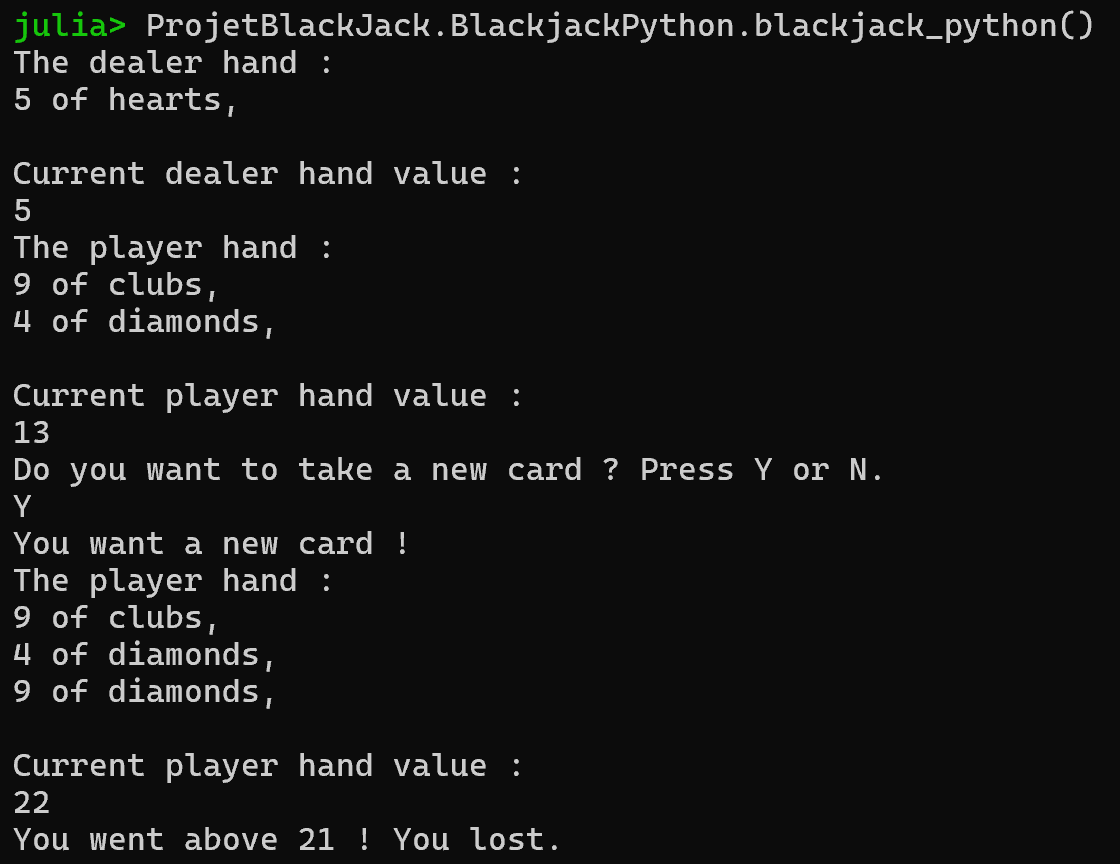 julia> ProjetBlackJack.BlackjackPython.blackjack_python()
The dealer hand :
5 of hearts,
Current dealer hand value :
5
The player hand :
9 of clubs,
4 of diamonds,
Current player hand value :
13
Do you want to take a new card ? Press Y or N.
Y
You want a new card !
The player hand :
9 of clubs,
4 of diamonds,
9 of diamonds,
Current player hand value :
22
You went above 21 ! You lost.